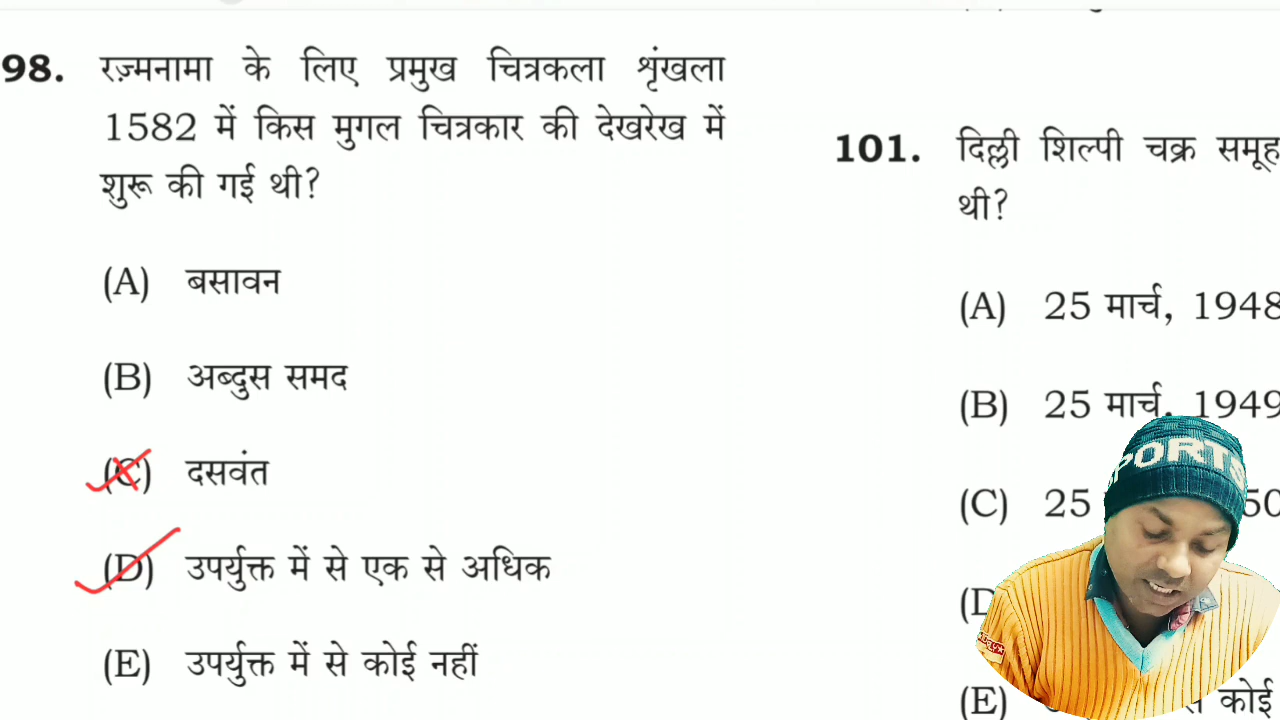 98. रज़्मनामा के लिए प्रमुख चित्रकला शृंखला
1582 में किस मुगल चित्रकार की देखरेख में
शुरू की गई थी?
(A) बसावन
(B) अब्दुस समद
(C) दसवंत
(D) उपर्युक्त में से एक से अधिक
(E) उपर्युक्त में से कोई नहीं
101. दिल्ली शिल्पी चक्र समूह
थी?
(A) 25 मार्च, 1948
(B) 25 मार्च, 1949
(C) 25
(D
(E) कोई
PORTS